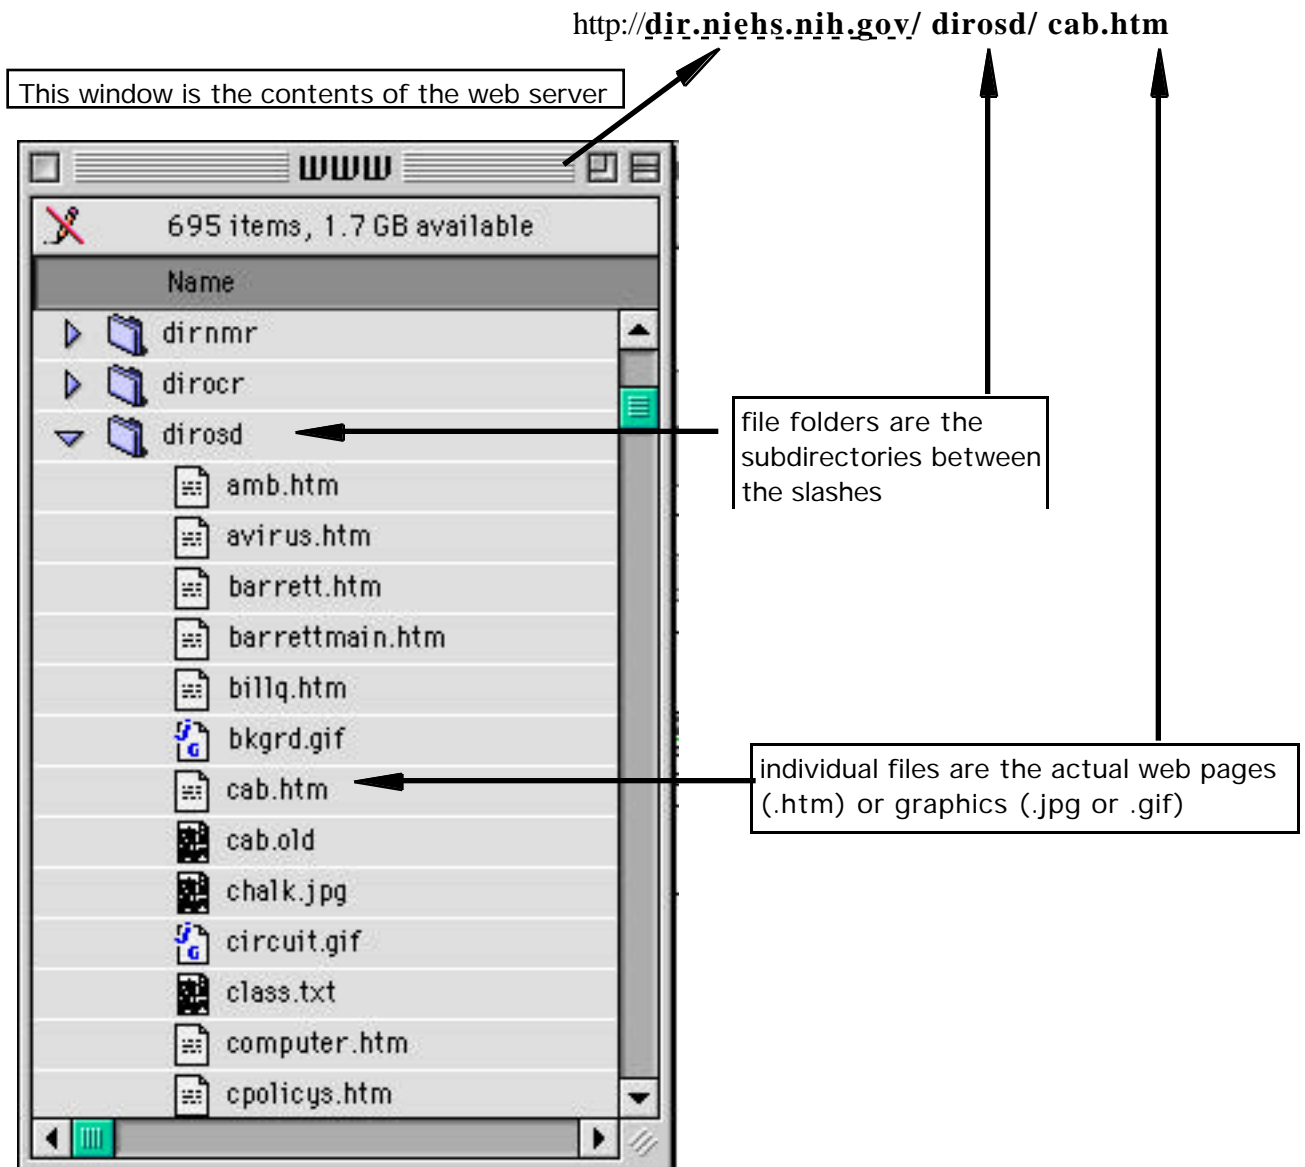 http://dir.niehs.nih.gov/ dirosd/ cab.htm
This window is the contents of the web server
www
695 items, 1.7 GB available
Name
dirnmr
dirocr
dirosd
file folders are the
subdirectories between
the slashes
amb.htm
avirus.htm
barrett.htm
barrettmain.htm
billq.htm
bkgrd.gif
individual files are the actual web pages
(.htm) or graphics (.jpg or .gif)
cab.htm
cab.old
chalk.jpg
circuit.gif
class.txt
computer.htm
cpolicys.htm